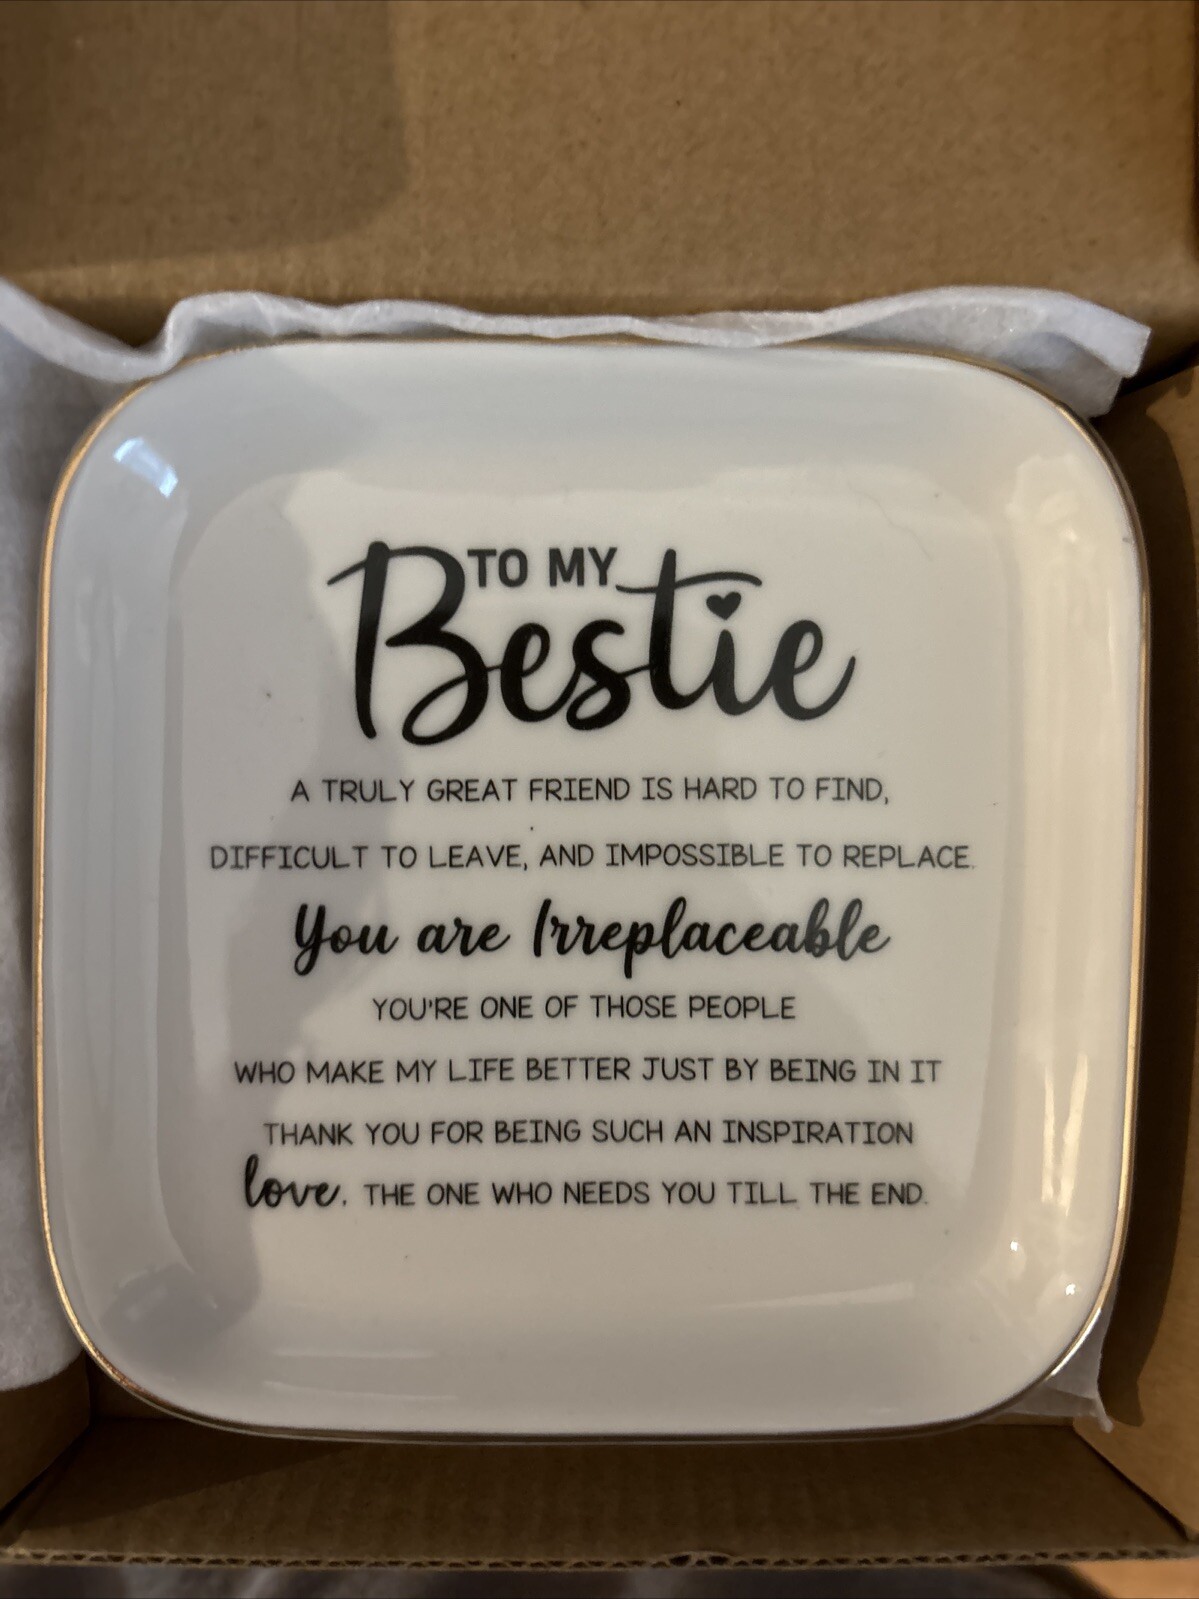 TO MY
Bestie
A TRULY GREAT FRIEND IS HARD TO FIND,
DIFFICULT TO LEAVE, AND IMPOSSIBLE TO REPLACE.
You are Irreplaceable
YOU'RE ONE OF THOSE PEOPLE
WHO MAKE MY LIFE BETTER JUST BY BEING IN IT
THANK YOU FOR BEING SUCH AN INSPIRATION
love. THE ONE WHO NEEDS YOU TILL THE END.